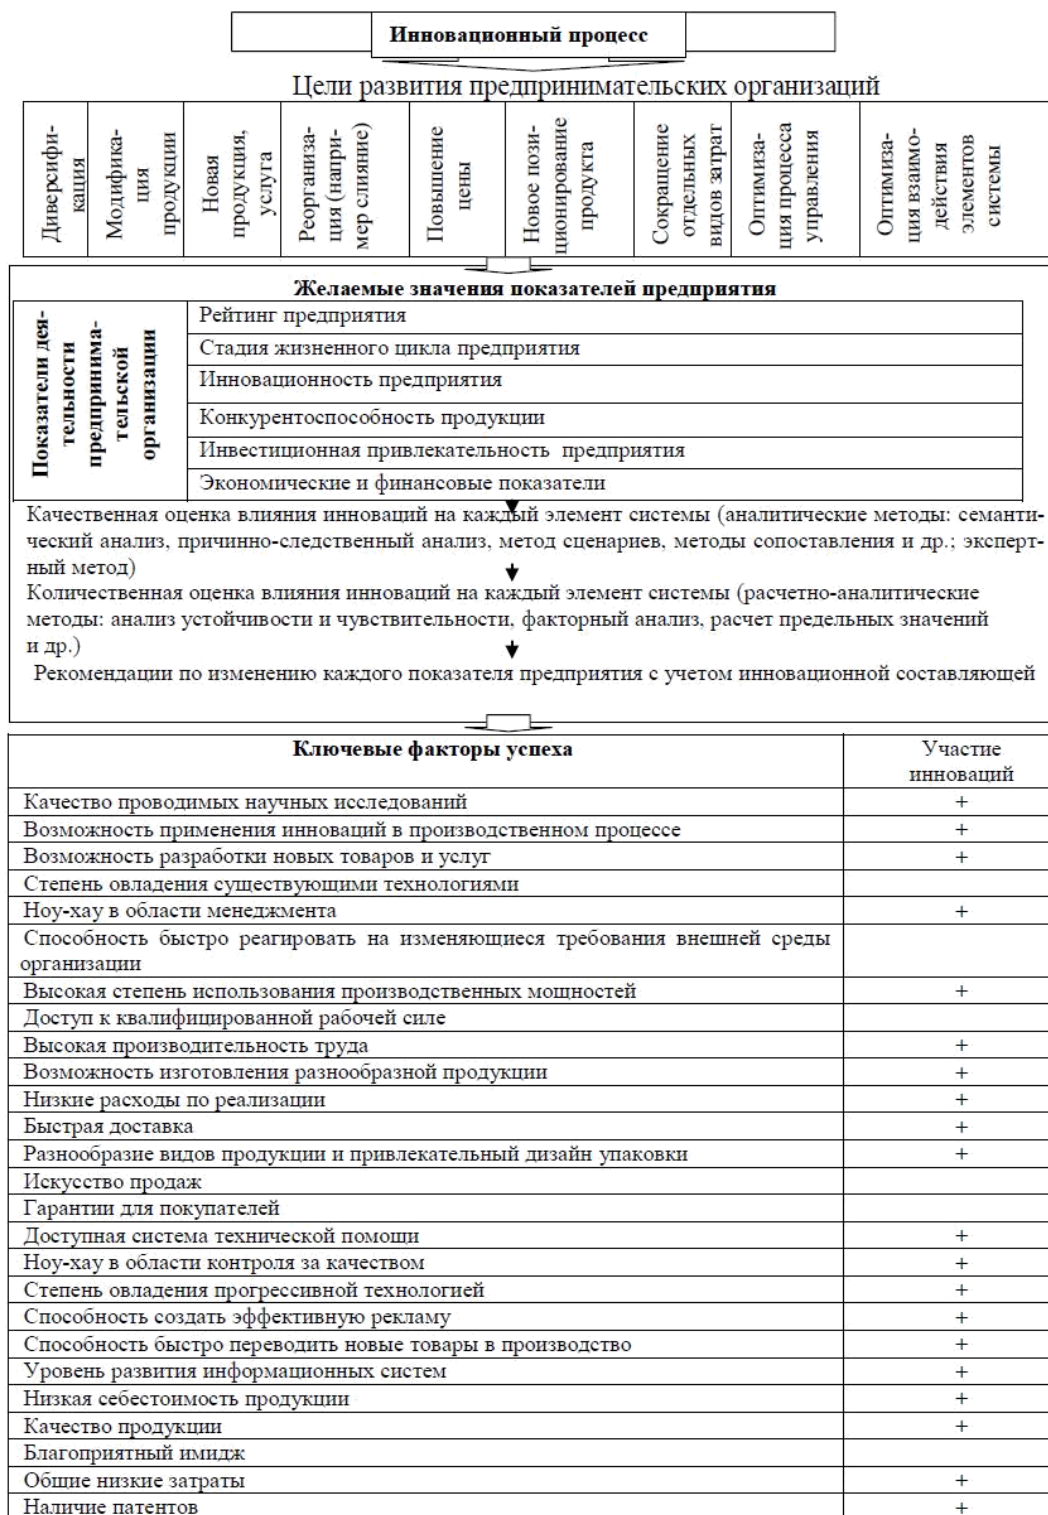 Инновационный процесс
Цели развития предпринимательских организаций
Диверсифи-
кация
Модифика-
ция
продукции
Новая
продукция,
услуга
Реорганиза-
ция (напри-
мер слияние)
Повышение
цены
Новое пози-
ционирование
продукта
Сокращение
отдельных
видов затрат
Оптимиза-
ция процесса
управления
Оптимиза-
ция взаимо-
действия
элементов
системы
Желаемые значения показателей предприятия
Показатели дея-
тельности
предпринима-
тельской
организации
Рейтинг предприятия
Стадия жизненного цикла предприятия
Инновационность предприятия
Конкурентоспособность продукции
Инвестиционная привлекательность предприятия
Экономические и финансовые показатели
Качественная оценка влияния инноваций на каждый элемент системы (аналитические методы: семанти-
ческий анализ, причинно-следственный анализ, метод сценариев, методы сопоставления и др.; эксперт-
ный метод)
Количественная оценка влияния инноваций на каждый элемент системы (расчетно-аналитические
методы: анализ устойчивости и чувствительности, факторный анализ, расчет предельных значений
и др.)
Рекомендации по изменению каждого показателя предприятия с учетом инновационной составляющей
Ключевые факторы успеха Участие
инноваций
Качество проводимых научных исследований +
Возможность применения инноваций в производственном процессе +
Возможность разработки новых товаров и услуг +
Степень овладения существующими технологиями
Ноу-хау в области менеджмента +
Способность быстро реагировать на изменяющиеся требования внешней среды
организации
Высокая степень использования производственных мощностей +
Доступ к квалифицированной рабочей силе
Высокая производительность труда +
Возможность изготовления разнообразной продукции +
Низкие расходы по реализации +
Быстрая доставка +
Разнообразие видов продукции и привлекательный дизайн упаковки +
Искусство продаж
Гарантии для покупателей
Доступная система технической помощи +
Ноу-хау в области контроля за качеством +
Степень овладения прогрессивной технологией +
Способность создать эффективную рекламу +
Способность быстро переводить новые товары в производство +
Уровень развития информационных систем +
Низкая себестоимость продукции +
Качество продукции +
Благоприятный имидж
Общие низкие затраты +
Наличие патентов +